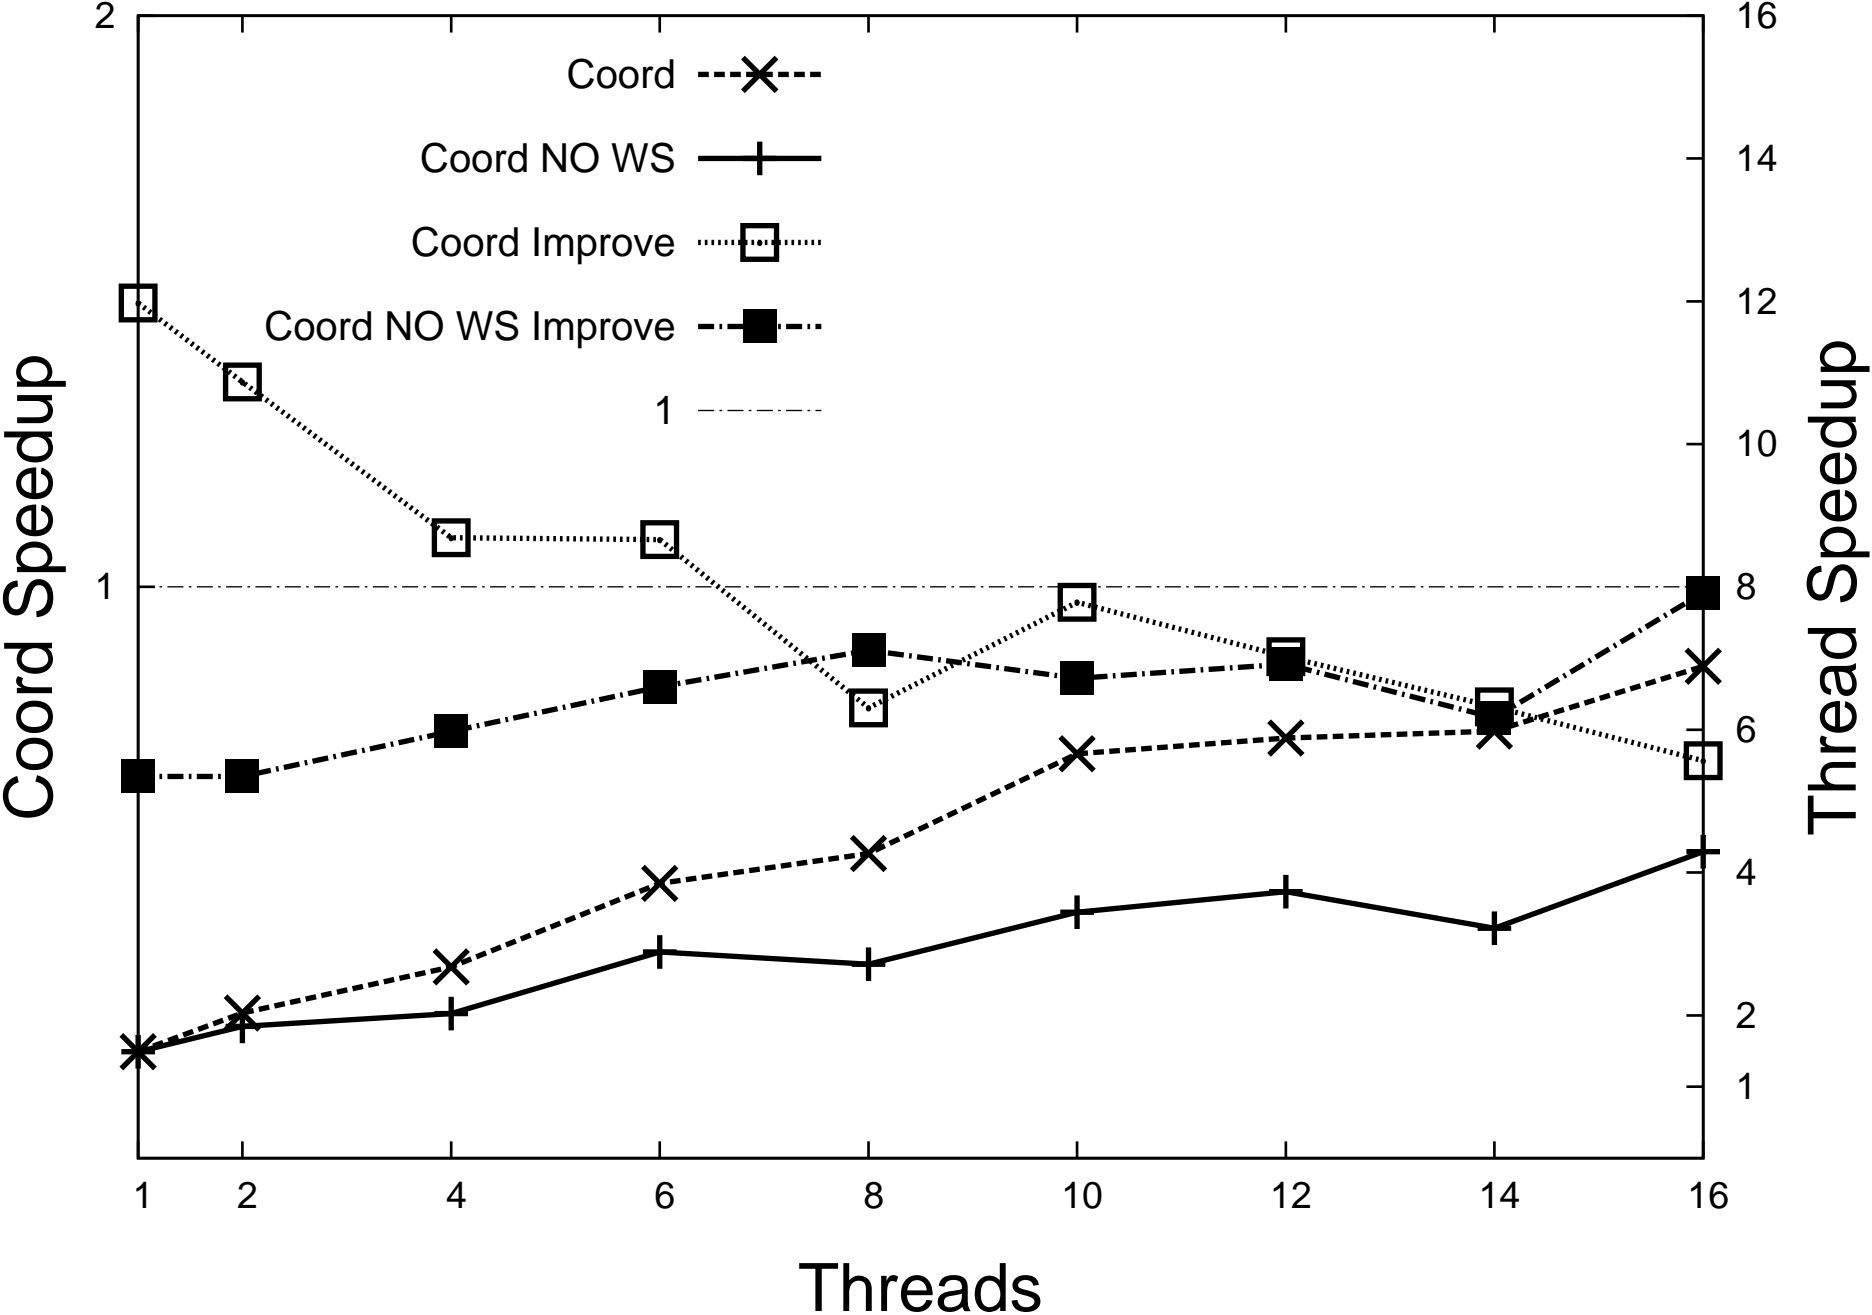 2
16
Coord
14
Coord NO WS
Coord Improve
12
Coord NO WS Improve
1
10
Coord Speedup
Thread Speedup
1
8
6
4
2
1
1 2 4 6 8 10 12 14 16
Threads